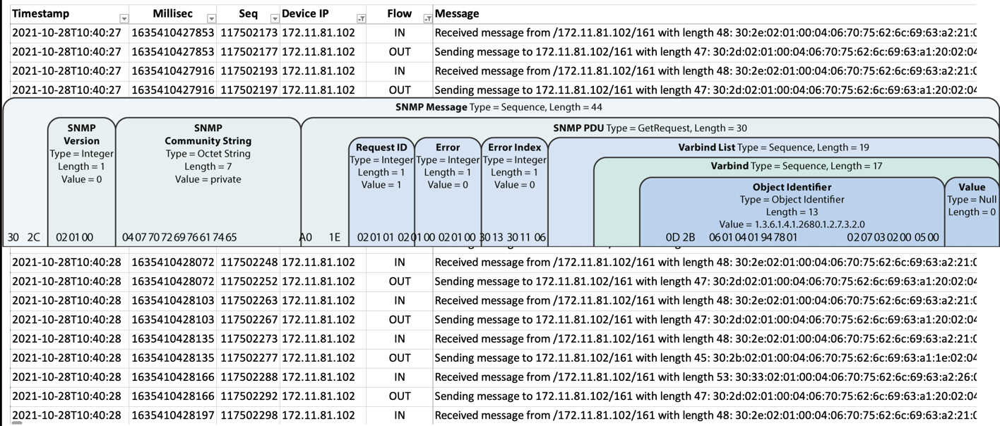 Timestamp Millisec Seq Device IP Flow Message
2021-10-28T10:40:27 1635410427853 117502173 172.11.81.102 IN Received message from /172.11.81.102/161 with length 48: 30:2e:02:01:00:04:06:70:75:62:6c:69:63:a2:21:0
2021-10-28T10:40:27 1635410427853 117502177 172.11.81.102 OUT Sending message to 172.11.81.102/161 with length 47: 30:2d:02:01:00:04:06:70:75:62:6c:69:63:a1:20:02:04
2021-10-28T10:40:27 1635410427916 117502193 172.11.81.102 IN Received message from /172.11.81.102/161 with length 48: 30:2e:02:01:00:04:06:70:75:62:6c:69:63:a2:21:0
2021-10-28T10:40:27 1635410427916 117502197 172.11.81.102 OUT Sending message to 172.11.81.102/161 with length 47: 30:2d:02:01:00:04:06:70:75:62:6c:69:63:a1:20:02:04
SNMP Message Type = Sequence, Length = 44
SNMP
Version
Type = Integer
Length = 1
Value = 0
SNMP
Community String
Type = Octet String
Length = 7
Value = private
SNMP PDU Type = GetRequest, Length = 30
Request ID
Type = Integer
Length = 1
Value = 1
Error
Type = Integer
Length = 1
Value = 0
Error Index
Type = Integer
Length = 1
Value = 0
Varbind List Type = Sequence, Length = 19
Varbind Type = Sequence, Length = 17
Object Identifier
Type = Object Identifier
Length = 13
Value = 1.3.6.1.4.1.2680.1.2.7.3.2.0
Value
Type = Null
Length = 0
30 2C 02 01 00 04 07 70 72 69 76 61 74 65 A0 1E 02 01 01 02 01 00 02 01 00 30 13 30 11 06 0D 2B 06 01 04 01 94 78 01 02 07 03 02 00 05 00
2021-10-28T10:40:28 1635410428072 117502248 172.11.81.102 IN Received message from /172.11.81.102/161 with length 48: 30:2e:02:01:00:04:06:70:75:62:6c:69:63:a2:21:0
2021-10-28T10:40:28 1635410428072 117502252 172.11.81.102 OUT Sending message to 172.11.81.102/161 with length 47: 30:2d:02:01:00:04:06:70:75:62:6c:69:63:a1:20:02:04
2021-10-28T10:40:28 1635410428103 117502263 172.11.81.102 IN Received message from /172.11.81.102/161 with length 48: 30:2e:02:01:00:04:06:70:75:62:6c:69:63:a2:21:0
2021-10-28T10:40:28 1635410428103 117502267 172.11.81.102 OUT Sending message to 172.11.81.102/161 with length 47: 30:2d:02:01:00:04:06:70:75:62:6c:69:63:a1:20:02:04
2021-10-28T10:40:28 1635410428135 117502273 172.11.81.102 IN Received message from /172.11.81.102/161 with length 48: 30:2e:02:01:00:04:06:70:75:62:6c:69:63:a2:21:0
2021-10-28T10:40:28 1635410428135 117502277 172.11.81.102 OUT Sending message to 172.11.81.102/161 with length 45: 30:2b:02:01:00:04:06:70:75:62:6c:69:63:a1:1e:02:04
2021-10-28T10:40:28 1635410428166 117502288 172.11.81.102 IN Received message from /172.11.81.102/161 with length 53: 30:33:02:01:00:04:06:70:75:62:6c:69:63:a2:26:0
2021-10-28T10:40:28 1635410428166 117502292 172.11.81.102 OUT Sending message to 172.11.81.102/161 with length 47: 30:2d:02:01:00:04:06:70:75:62:6c:69:63:a1:20:02:04
2021-10-28T10:40:28 1635410428197 117502298 172.11.81.102 IN Received message from /172.11.81.102/161 with length 48: 30:2e:02:01:00:04:06:70:75:62:6c:69:63:a2:21:0